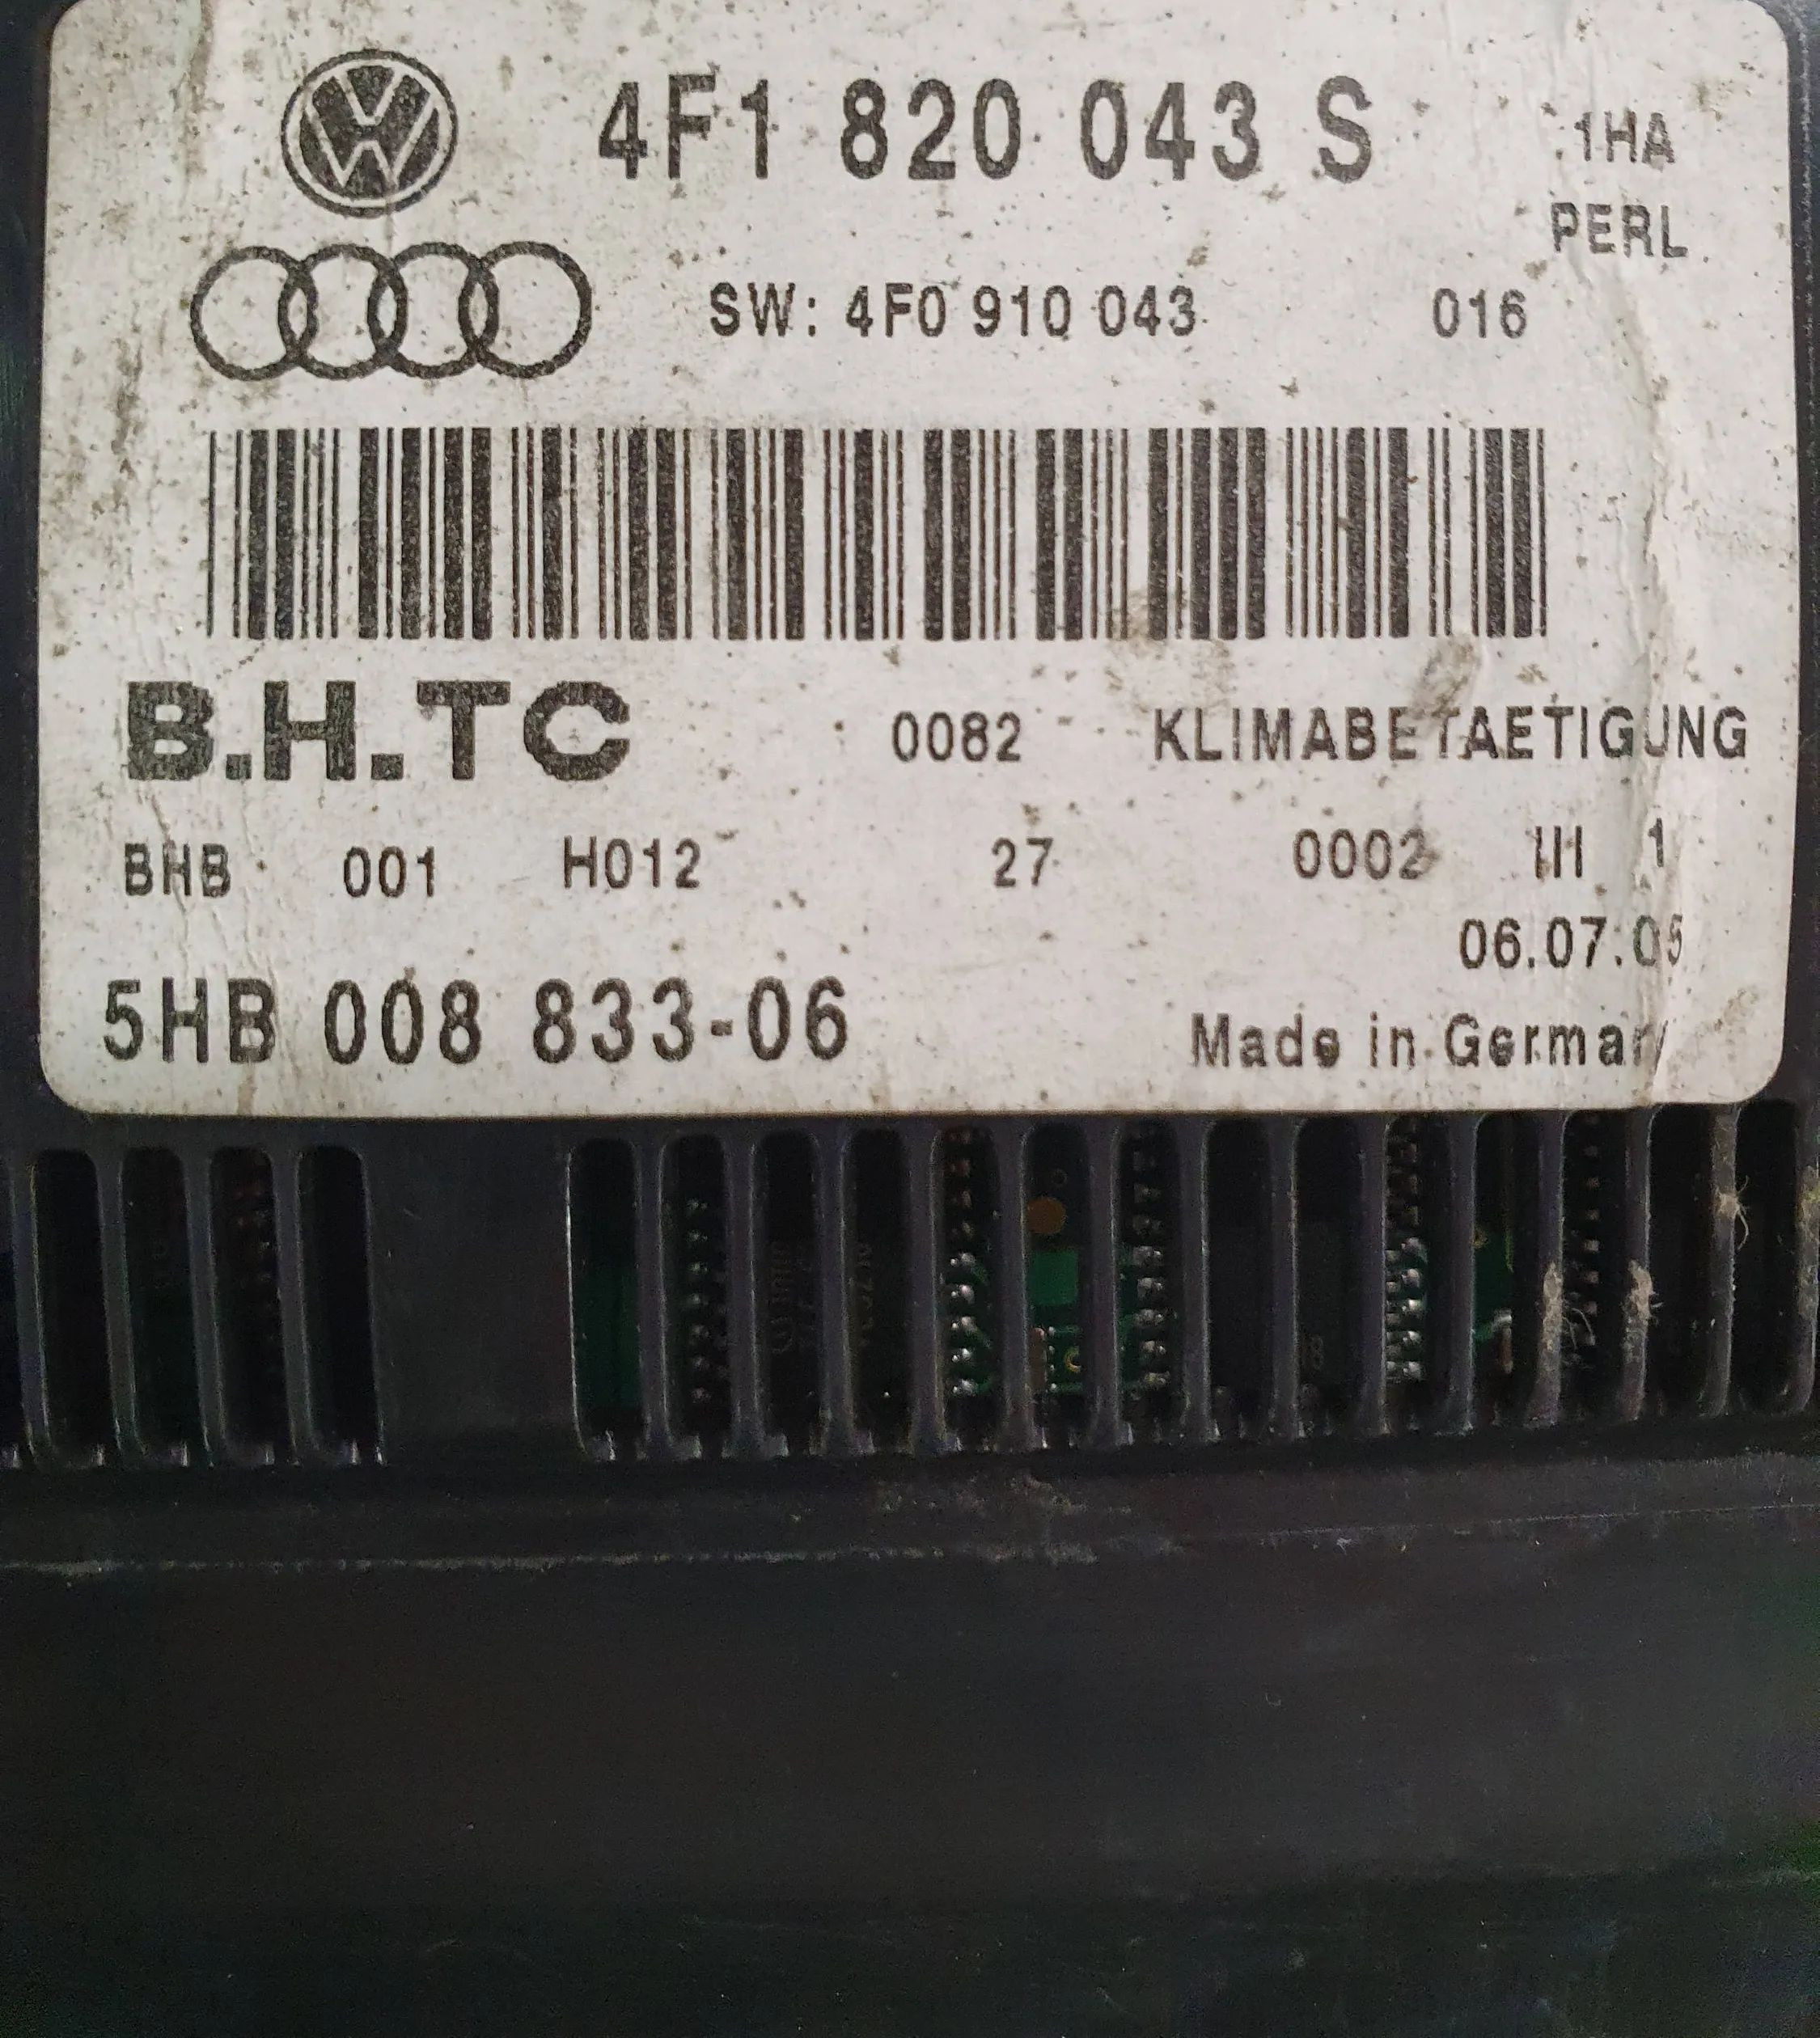 4F1 820 043 S 1HA
PERL
SW: 4F0 910 043 016
B.H.TC 0082 KLIMABETAETIGUNG
BHB 001 H012 27 0002 III 1
06.07.05
5HB 008 833-06 Made in Germany